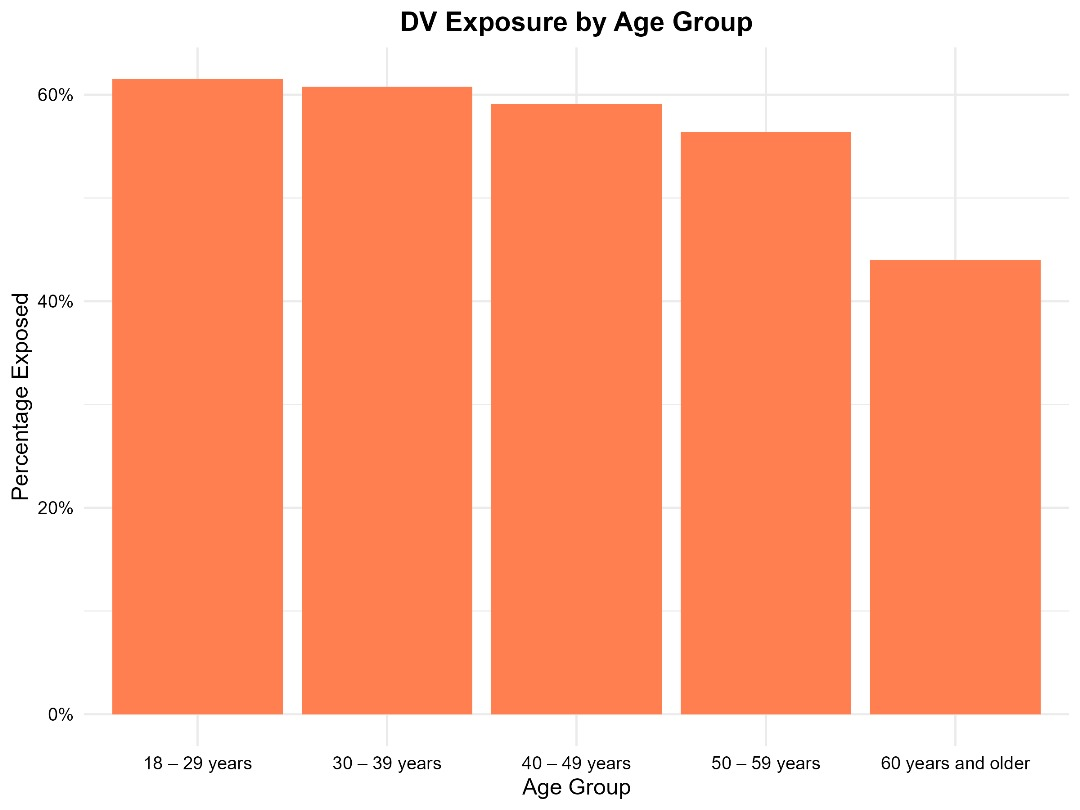 DV Exposure by Age Group
Percentage Exposed
60%
40%
20%
0%
18 – 29 years
30 – 39 years
40 – 49 years
50 – 59 years
60 years and older
Age Group